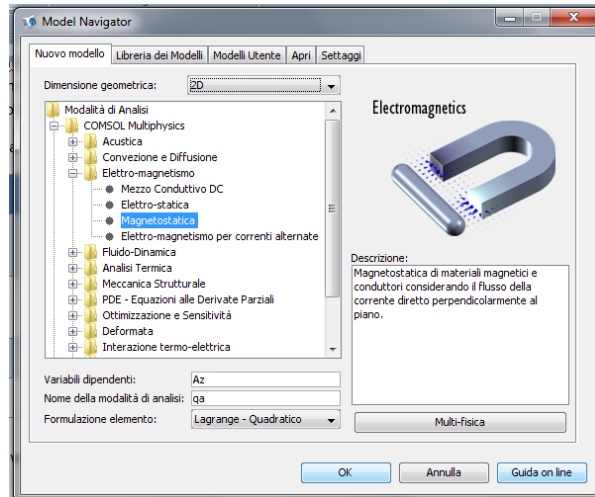 Model Navigator
Nuovo modello Libreria dei Modelli Modelli Utente Apri Settaggi
Dimensione geometrica: 2D
Modalità di Analisi
COMSOL Multiphysics
Acustica
Convezione e Diffusione
Elettro-magnetismo
Mezzo Conduttivo DC
Elettro-statica
Magnetostatica
Elettro-magnetismo per correnti alternate
Fluido-Dinamica
Analisi Termica
Meccanica Strutturale
PDE - Equazioni alle Derivate Parziali
Ottimizzazione e Sensitività
Deformata
Interazione termo-elettrica
Electromagnetics
Descrizione:
Magnetostatica di materiali magnetici e
conduttori considerando il flusso della
corrente diretto perpendicolarmente al
piano.
Variabili dipendenti: Az
Nome della modalità di analisi: qa
Formulazione elemento: Lagrange - Quadratico
Multi-fisica
OK Annulla Guida on line